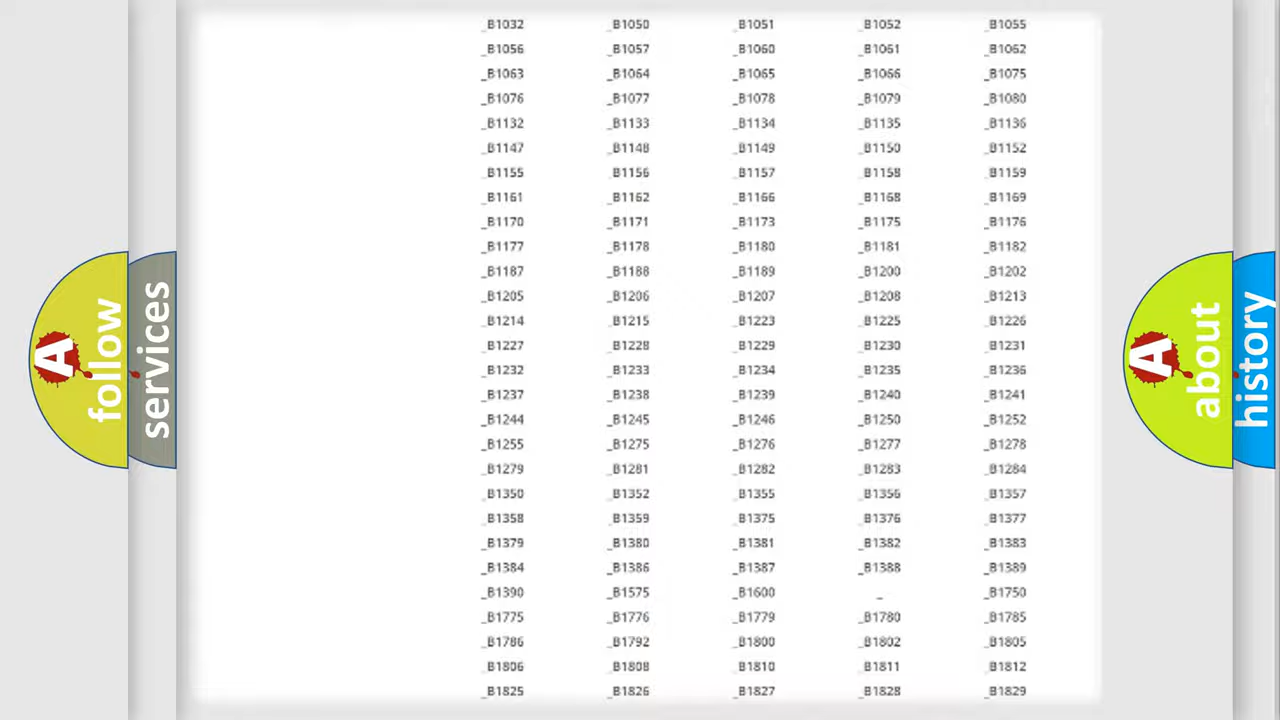 _B1032 _B1050 _B1051 _B1052 _B1055
_B1056 _B1057 _B1060 _B1061 _B1062
_B1063 _B1064 _B1065 _B1066 _B1075
_B1076 _B1077 _B1078 _B1079 _B1080
_B1132 _B1133 _B1134 _B1135 _B1136
_B1147 _B1148 _B1149 _B1150 _B1152
_B1155 _B1156 _B1157 _B1158 _B1159
_B1161 _B1162 _B1166 _B1168 _B1169
_B1170 _B1171 _B1173 _B1175 _B1176
_B1177 _B1178 _B1180 _B1181 _B1182
_B1187 _B1188 _B1189 _B1200 _B1202
_B1205 _B1206 _B1207 _B1208 _B1213
_B1214 _B1215 _B1223 _B1225 _B1226
_B1227 _B1228 _B1229 _B1230 _B1231
_B1232 _B1233 _B1234 _B1235 _B1236
_B1237 _B1238 _B1239 _B1240 _B1241
_B1244 _B1245 _B1246 _B1250 _B1252
_B1255 _B1275 _B1276 _B1277 _B1278
_B1279 _B1281 _B1282 _B1283 _B1284
_B1350 _B1352 _B1355 _B1356 _B1357
_B1358 _B1359 _B1375 _B1376 _B1377
_B1379 _B1380 _B1381 _B1382 _B1383
_B1384 _B1386 _B1387 _B1388 _B1389
_B1390 _B1575 _B1600 _ _B1750
_B1775 _B1776 _B1779 _B1780 _B1785
_B1786 _B1792 _B1800 _B1802 _B1805
_B1806 _B1808 _B1810 _B1811 _B1812
_B1825 _B1826 _B1827 _B1828 _B1829
A
follow
services
A
about
history